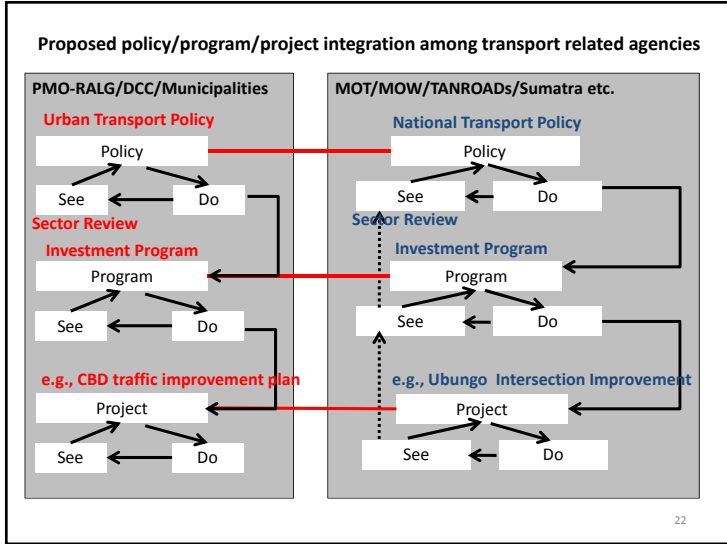 Proposed policy/program/project integration among transport related agencies
PMO-RALG/DCC/Municipalities
Urban Transport Policy
Policy
See
Do
Sector Review
Investment Program
Program
See
Do
e.g., CBD traffic improvement plan
Project
See
Do
MOT/MOW/TANROADs/Sumatra etc.
National Transport Policy
Policy
See
Do
Sector Review
Investment Program
Program
See
Do
e.g., Ubungo Intersection Improvement
Project
See
Do
22